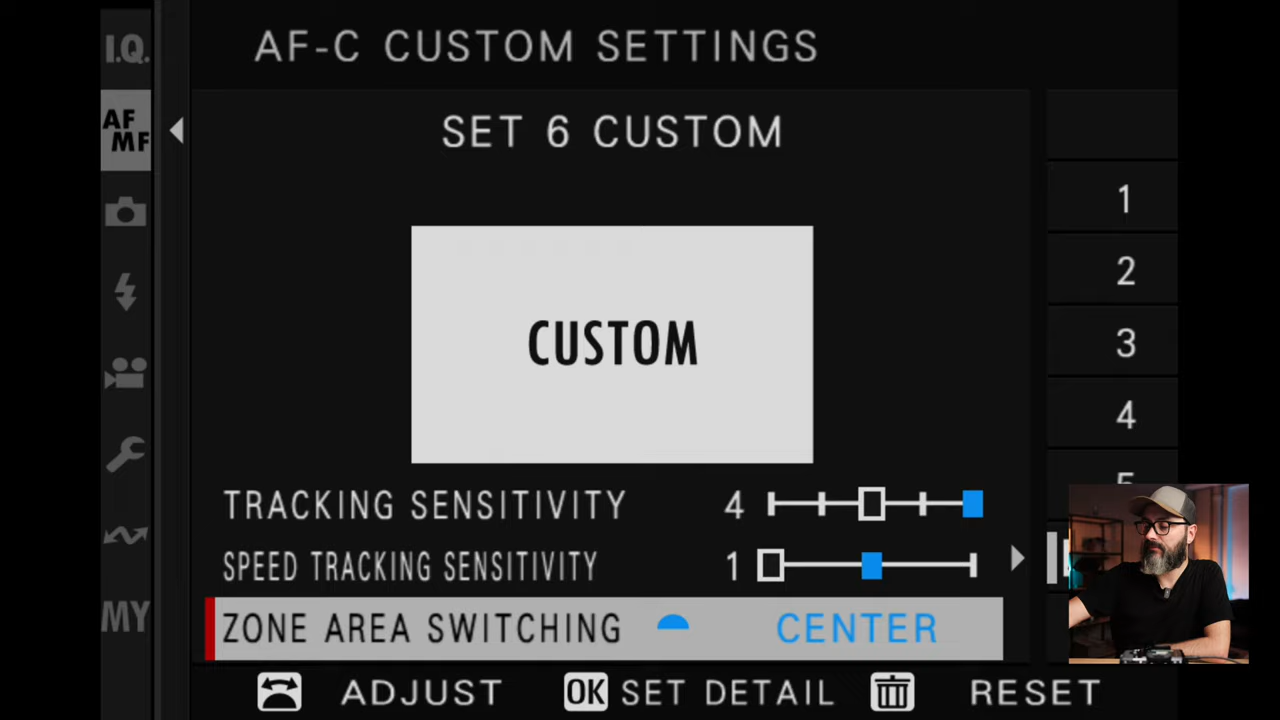 AF-C CUSTOM SETTINGS
I.Q.
AF
MF
SET 6 CUSTOM
CUSTOM
1
2
3
4
5
TRACKING SENSITIVITY 4
SPEED TRACKING SENSITIVITY 1
ZONE AREA SWITCHING CENTER
MY
ADJUST OK SET DETAIL RESET